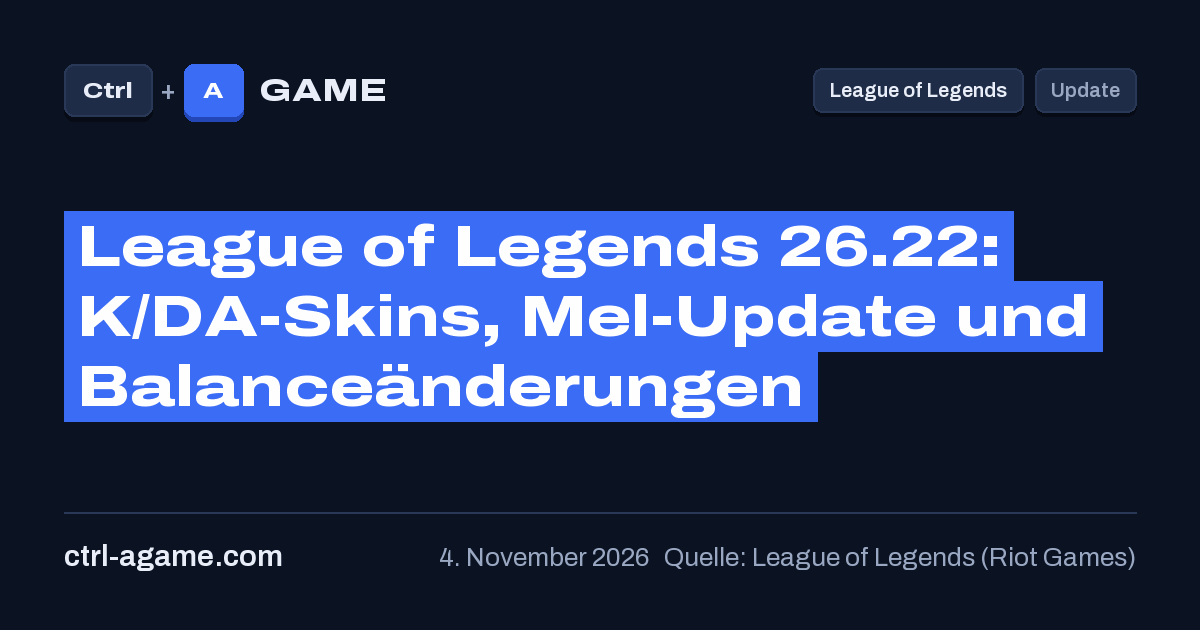 Ctrl + A GAME
League of Legends Update
League of Legends 26.22:
K/DA-Skins, Mel-Update und
Balanceänderungen
ctrl-agame.com
4. November 2026 Quelle: League of Legends (Riot Games)